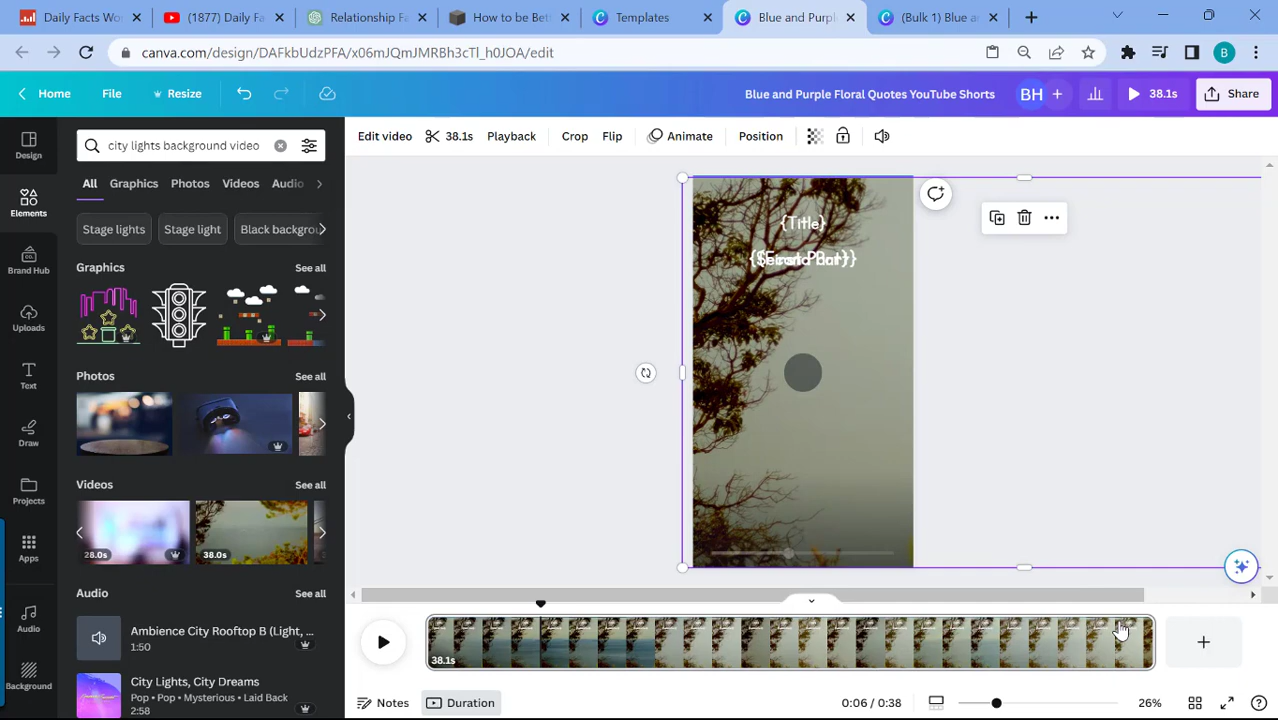 Daily Facts Wor
(1877) Daily Fa
Relationship Fa
How to be Bet
Templates
Blue and Purpl
(Bulk 1) Blue a
canva.com/design/DAFkbUdzPFA/x06mJQmJMRBh3cTl_h0JOA/edit
B
Home
File
Resize
Blue and Purple Floral Quotes YouTube Shorts
BH
38.1s
Share
Design
Elements
Brand Hub
Uploads
Text
Draw
Projects
Apps
Audio
Background
city lights background video
All
Graphics
Photos
Videos
Audio
Stage lights
Stage light
Black backgrou
Graphics
See all
Photos
See all
Videos
See all
28.0s
38.0s
Audio
See all
Ambience City Rooftop B (Light, ...
1:50
City Lights, City Dreams
Pop • Pop • Mysterious • Laid Back
2:58
Edit video
38.1s
Playback
Crop
Flip
Animate
Position
{Title}
38.1s
Notes
Duration
0:06 / 0:38
26%